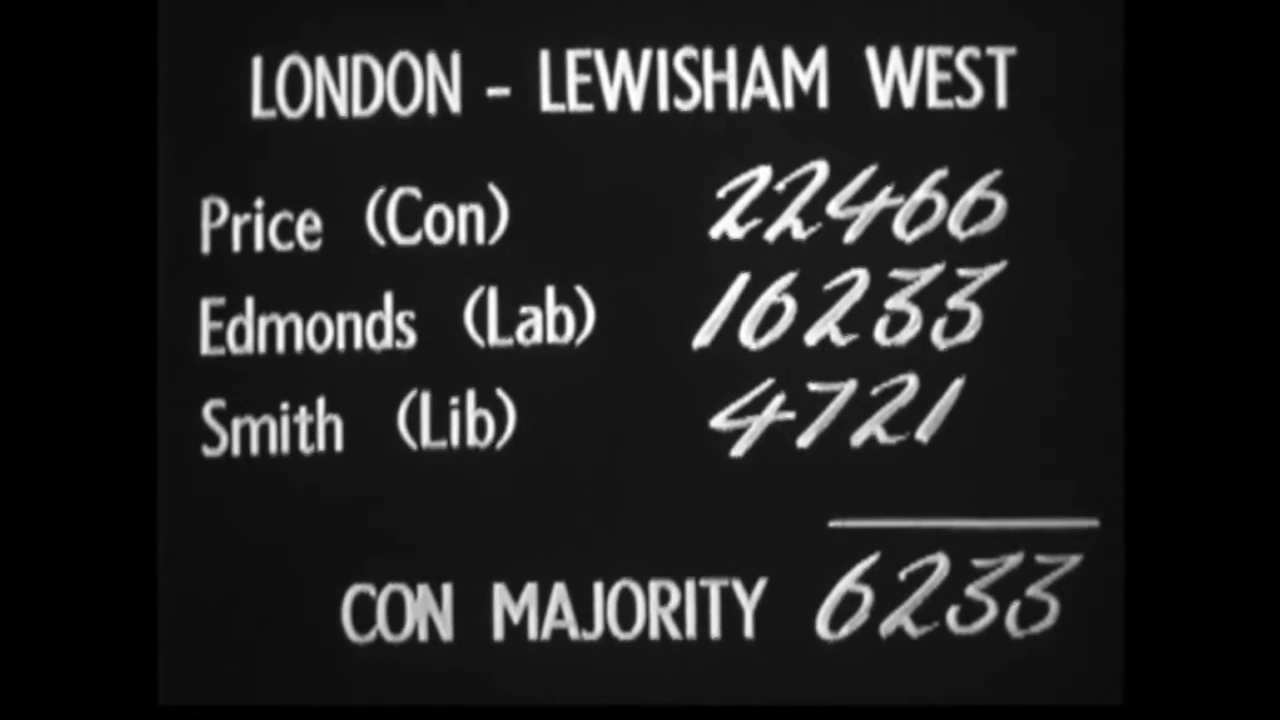 LONDON - LEWISHAM WEST
Price (Con) 22466
Edmonds (Lab) 16233
Smith (Lib) 4721
CON MAJORITY 6233